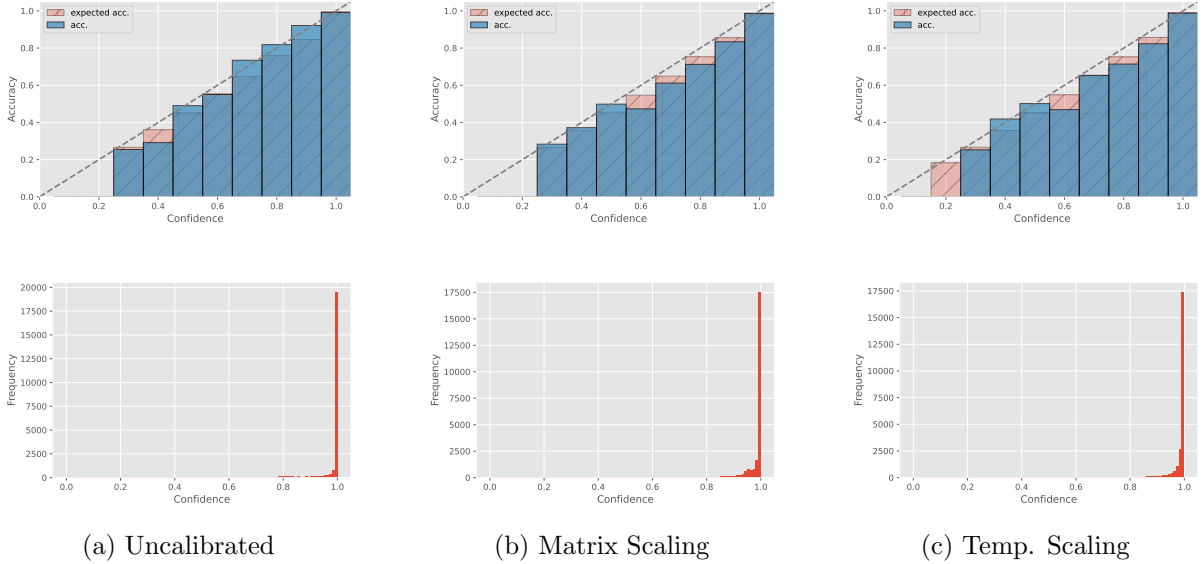 1.0
0.8
0.6
0.4
0.2
0.0
Accuracy
expected acc.
acc.
0.0 0.2 0.4 0.6 0.8 1.0
Confidence
1.0
0.8
0.6
0.4
0.2
0.0
Accuracy
expected acc.
acc.
0.0 0.2 0.4 0.6 0.8 1.0
Confidence
1.0
0.8
0.6
0.4
0.2
0.0
Accuracy
expected acc.
acc.
0.0 0.2 0.4 0.6 0.8 1.0
Confidence
20000
17500
15000
12500
10000
7500
5000
2500
0
Frequency
0.0 0.2 0.4 0.6 0.8 1.0
Confidence
17500
15000
12500
10000
7500
5000
2500
0
Frequency
0.0 0.2 0.4 0.6 0.8 1.0
Confidence
17500
15000
12500
10000
7500
5000
2500
0
Frequency
0.0 0.2 0.4 0.6 0.8 1.0
Confidence
(a) Uncalibrated
(b) Matrix Scaling
(c) Temp. Scaling